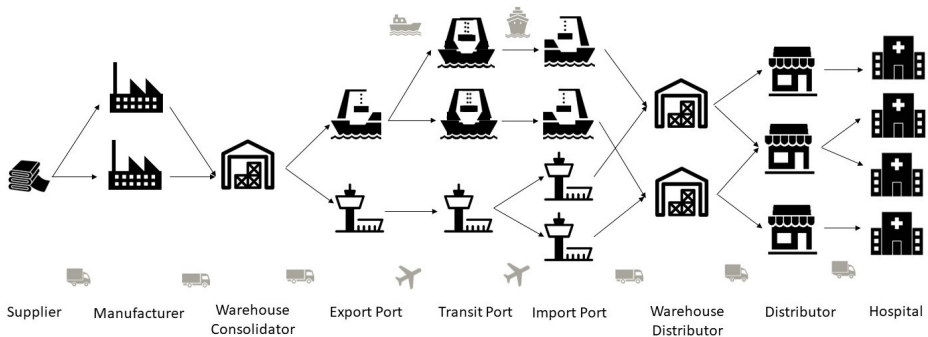 Supplier
Manufacturer
Warehouse
Consolidator
Export Port
Transit Port
Import Port
Warehouse
Distributor
Distributor
Hospital